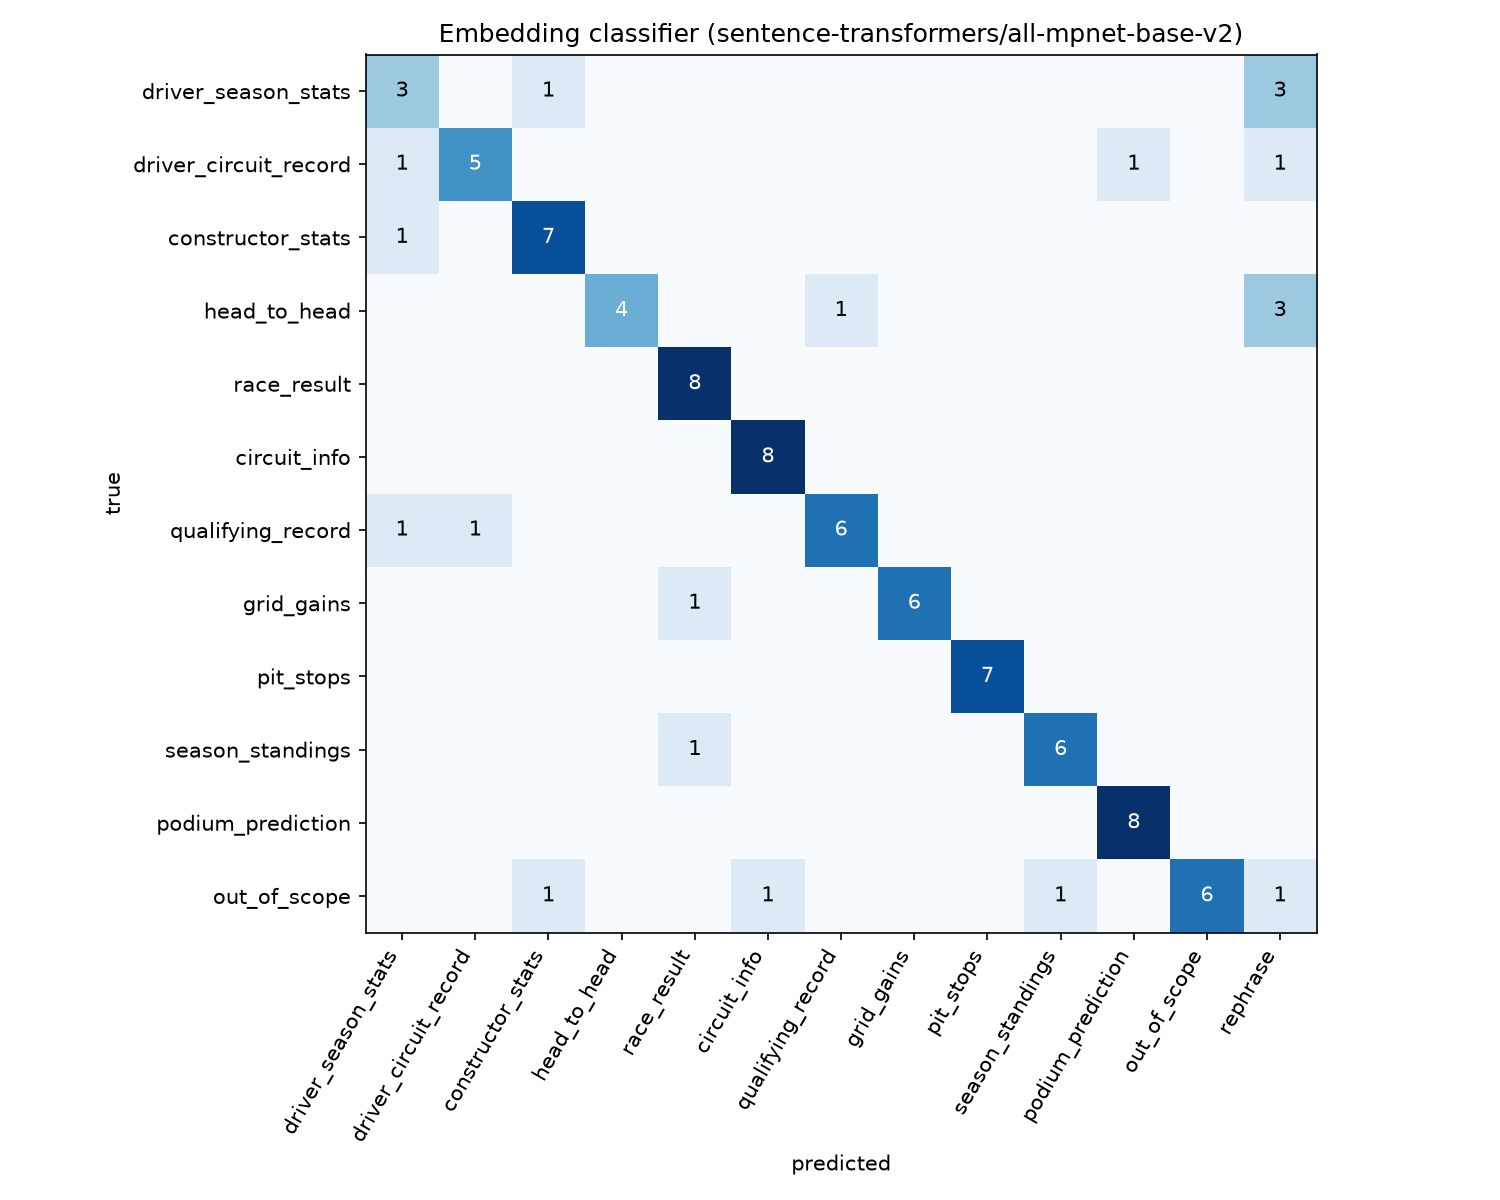 Embedding classifier (sentence-transformers/all-mpnet-base-v2)
driver_season_stats 3 1 3
driver_circuit_record 1 5 1 1
constructor_stats 1 7
head_to_head 4 1 3
race_result 8
circuit_info 8
true
qualifying_record 1 1 6
grid_gains 1 6
pit_stops 7
season_standings 1 6
podium_prediction 8
out_of_scope 1 1 1 6 1
driver_season_stats
driver_circuit_record
constructor_stats
head_to_head
race_result
circuit_info
qualifying_record
grid_gains
pit_stops
season_standings
podium_prediction
out_of_scope
rephrase
predicted